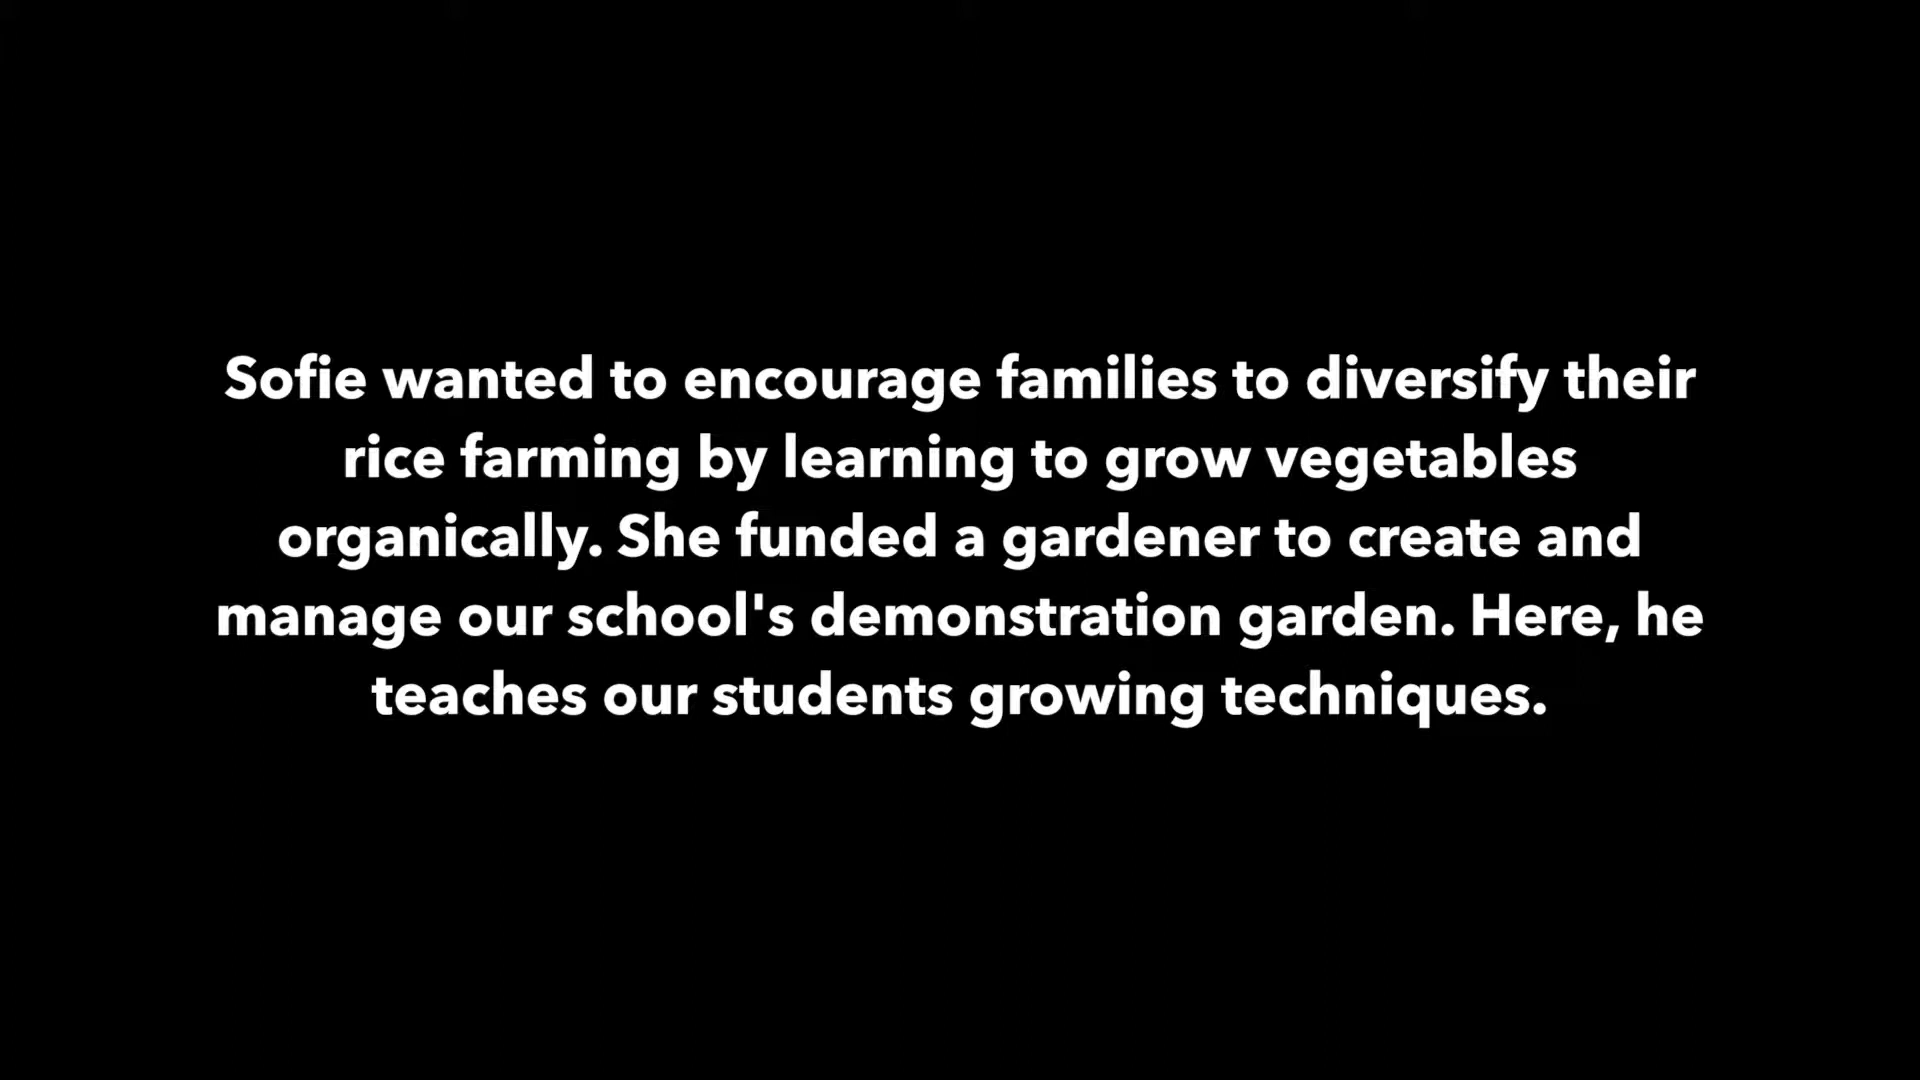 Sofie wanted to encourage families to diversify their
rice farming by learning to grow vegetables
organically. She funded a gardener to create and
manage our school's demonstration garden. Here, he
teaches our students growing techniques.